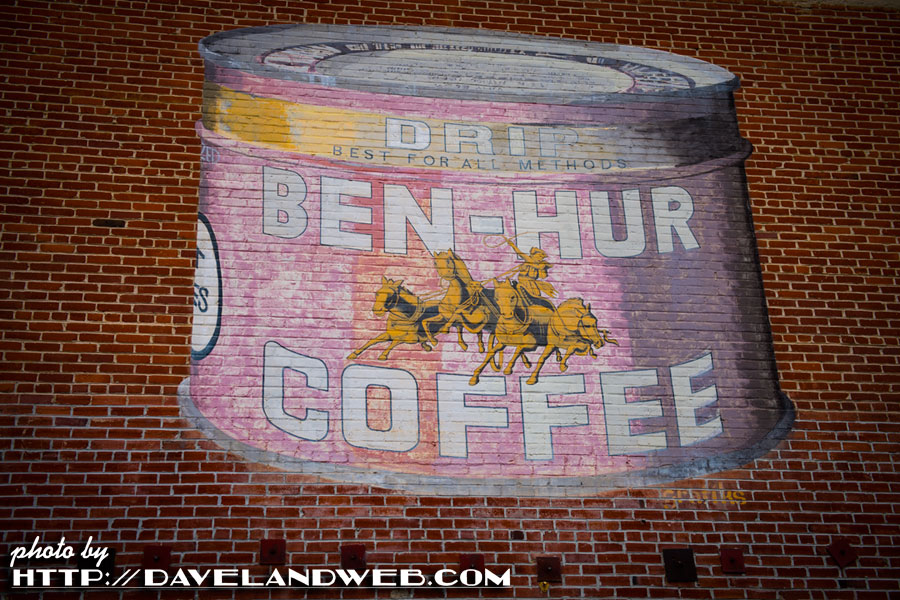 DRIP
BEST FOR ALL METHODS
BEN-HUR
COFFEE
photo by
HTTP://DAVELANDWEB.COM